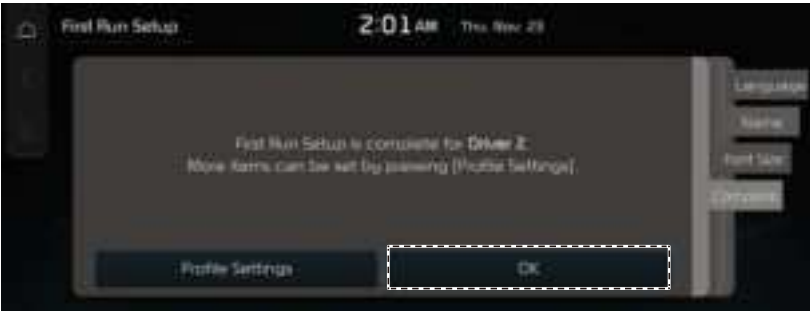 First Run Setup
2:01 AM Thu. Nov. 28
First Run Setup is complete for Driver 2.
More items can be set by pressing [Profile Settings].
Profile Settings
OK
Language
Name
Font Size
Complete